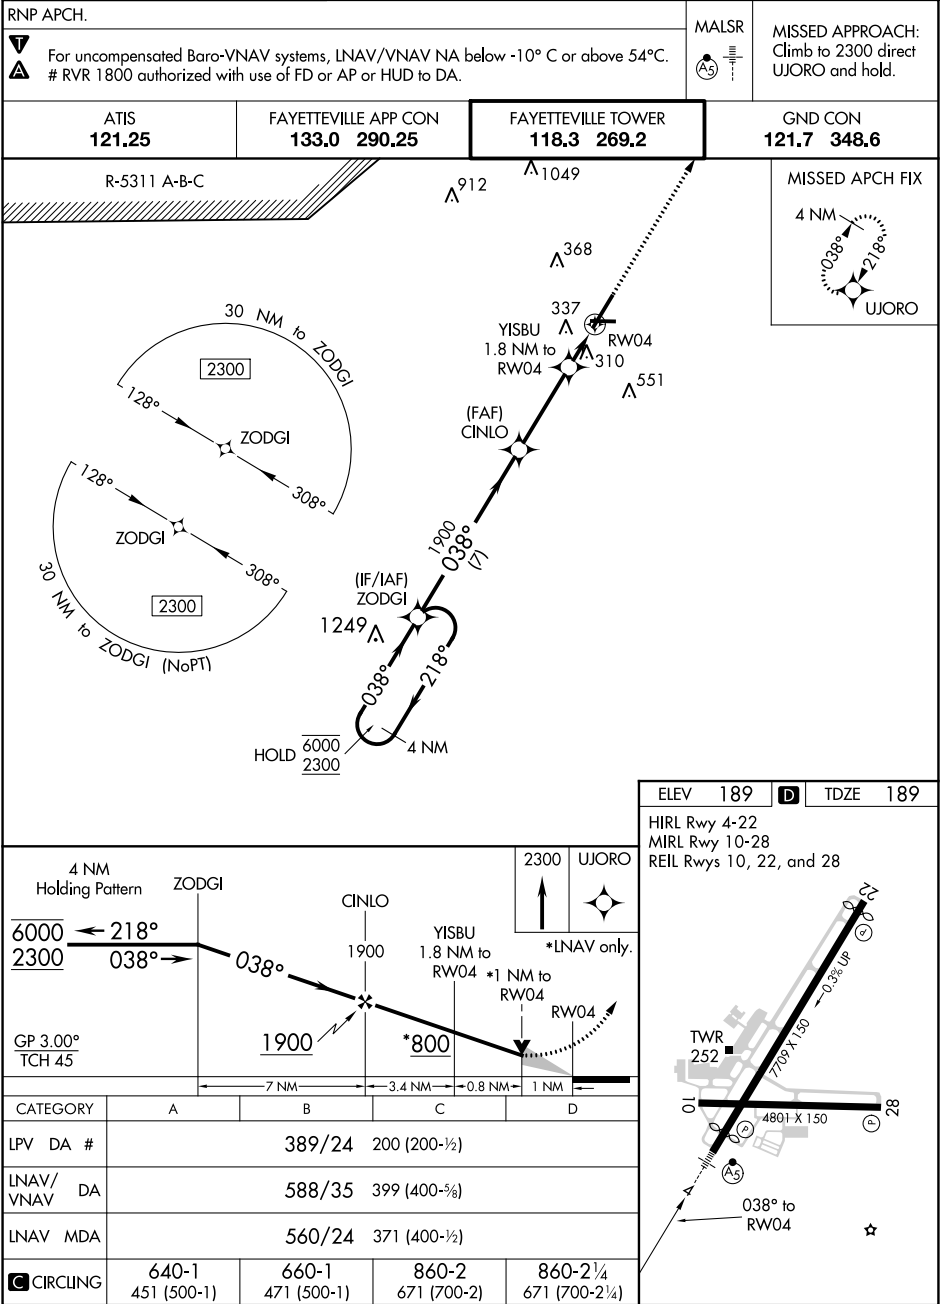 RNP APCH.
T
A
For uncompensated Baro-VNAV systems, LNAV/VNAV NA below -10° C or above 54°C.
# RVR 1800 authorized with use of FD or AP or HUD to DA.
MALSR
A5
MISSED APPROACH:
Climb to 2300 direct
UJORO and hold.
ATIS
121.25
FAYETTEVILLE APP CON
133.0 290.25
FAYETTEVILLE TOWER
118.3 269.2
GND CON
121.7 348.6
R-5311 A-B-C
912
1049
368
337
310
551
1249
MISSED APCH FIX
4 NM
038°
218°
UJORO
30 NM to ZODGI
2300
128°
ZODGI
308°
128°
ZODGI
308°
2300
30 NM to ZODGI (NoPT)
RW04
YISBU
1.8 NM to
RW04
(FAF)
CINLO
1900
038°
(7)
(IF/IAF)
ZODGI
038°
218°
4 NM
HOLD 6000
2300
ELEV 189 D TDZE 189
HIRL Rwy 4-22
MIRL Rwy 10-28
REIL Rwys 10, 22, and 28
22
P
0.3% UP
7709 X 150
TWR
252
10
4801 X 150
28
P
P
A5
4
038° to
RW04
4 NM
Holding Pattern
ZODGI
6000
2300
218°
038°
038°
CINLO
1900
1900
YISBU
1.8 NM to
RW04
*800
*1 NM to
RW04
RW04
2300
UJORO
*LNAV only.
GP 3.00°
TCH 45
7 NM
3.4 NM
0.8 NM
1 NM
CATEGORY A B C D
LPV DA # 389/24 200 (200-½)
LNAV/
VNAV DA 588/35 399 (400-⅝)
LNAV MDA 560/24 371 (400-½)
C CIRCLING
640-1
451 (500-1)
660-1
471 (500-1)
860-2
671 (700-2)
860-2¼
671 (700-2¼)